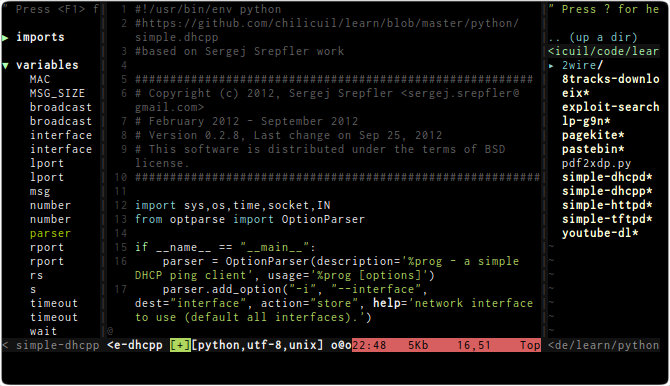 " Press <F1> f
▶ imports
▼ variables
MAC
MSG_SIZE
broadcast
broadcast
interface
interface
lport
lport
msg
number
number
parser
rport
rport
rs
s
timeout
timeout
wait
< simple-dhcpp
1 #!/usr/bin/env python
2 #https://github.com/chilicuil/learn/blob/master/python/
simple.dhcpp
3 #based on Sergej Srepfler work
4
5 ###########################################################
6 # Copyright (c) 2012, Sergej Srepfler <sergej.srepfler@
gmail.com>
7 # February 2012 - September 2012
8 # Version 0.2.8, Last change on Sep 25, 2012
9 # This software is distributed under the terms of BSD
license.
10 ############################################################
11
12 import sys,os,time,socket,IN
13 from optparse import OptionParser
14
15 if __name__ == "__main__":
16 parser = OptionParser(description='%prog - a simple
DHCP ping client', usage='%prog [options]')
17 parser.add_option("-i", "--interface",
dest="interface", action="store", help='network interface
to use (default all interfaces).')
@
<e-dhcpp [+][python,utf-8,unix] o@o22:48 5Kb 16,51 Top
" Press ? for he
.. (up a dir)
<icuil/code/lear
▸ 2wire/
8tracks-downlo
eix*
exploit-search
lp-g9n*
pagekite*
pastebin*
pdf2xdp.py
simple-dhcpd*
simple-dhcpp*
simple-httpd*
simple-tftpd*
youtube-dl*
~
~
~
~
~
~
~
<de/learn/python